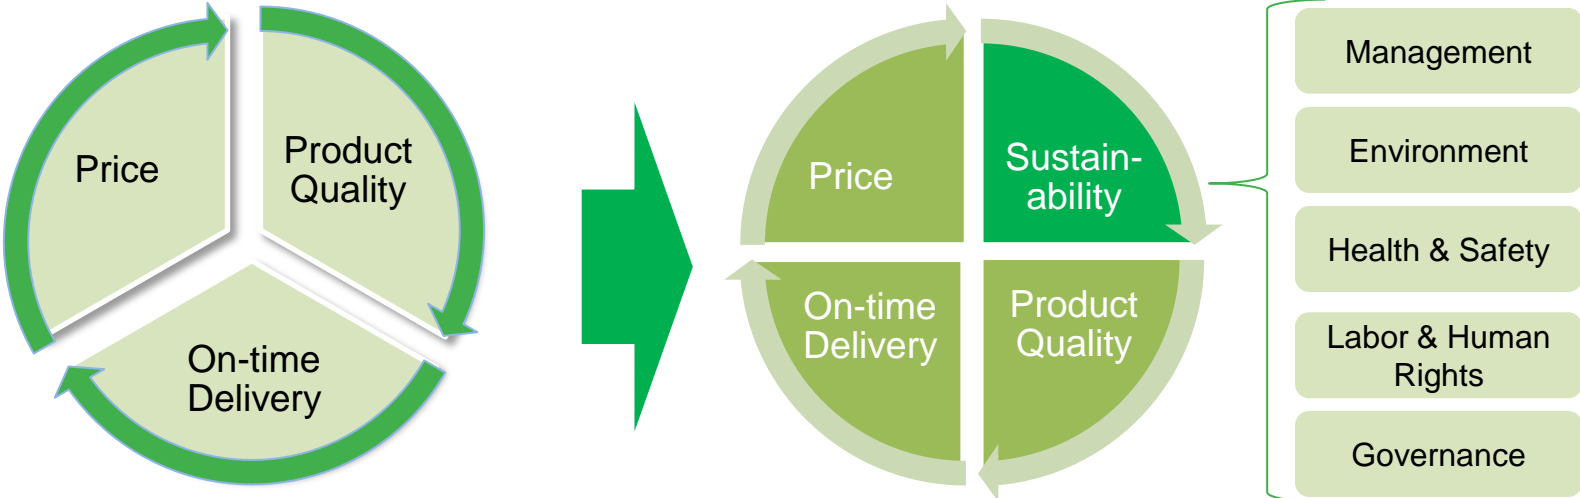 Price
Product
Quality
On-time
Delivery
Price
Sustain-
ability
On-time
Delivery
Product
Quality
Management
Environment
Health & Safety
Labor & Human
Rights
Governance